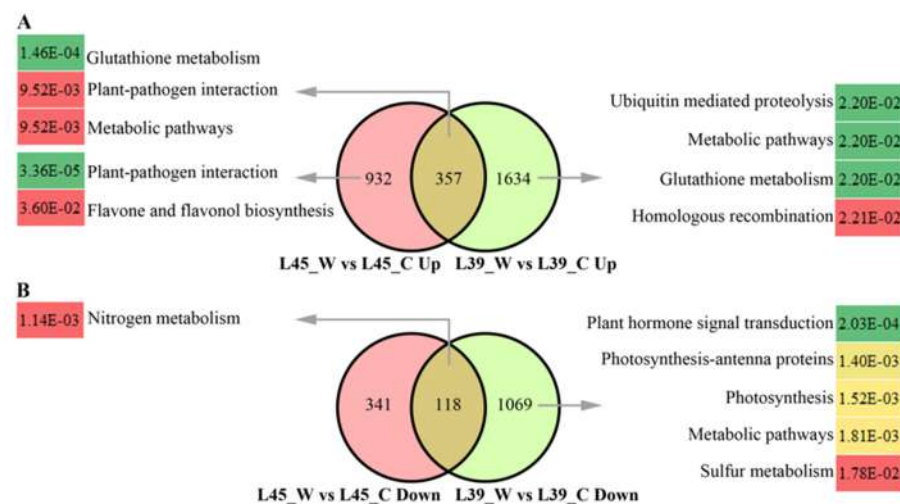 A
1.46E-04 Glutathione metabolism
9.52E-03 Plant-pathogen interaction
9.52E-03 Metabolic pathways
3.36E-05 Plant-pathogen interaction
3.60E-02 Flavone and flavonol biosynthesis
932 357 1634
Ubiquitin mediated proteolysis 2.20E-02
Metabolic pathways 2.20E-02
Glutathione metabolism 2.20E-02
Homologous recombination 2.21E-02
L45_W vs L45_C Up L39_W vs L39_C Up
B
1.14E-03 Nitrogen metabolism
341 118 1069
Plant hormone signal transduction 2.03E-04
Photosynthesis-antenna proteins 1.40E-03
Photosynthesis 1.52E-03
Metabolic pathways 1.81E-03
Sulfur metabolism 1.78E-02
L45_W vs L45_C Down L39_W vs L39_C Down